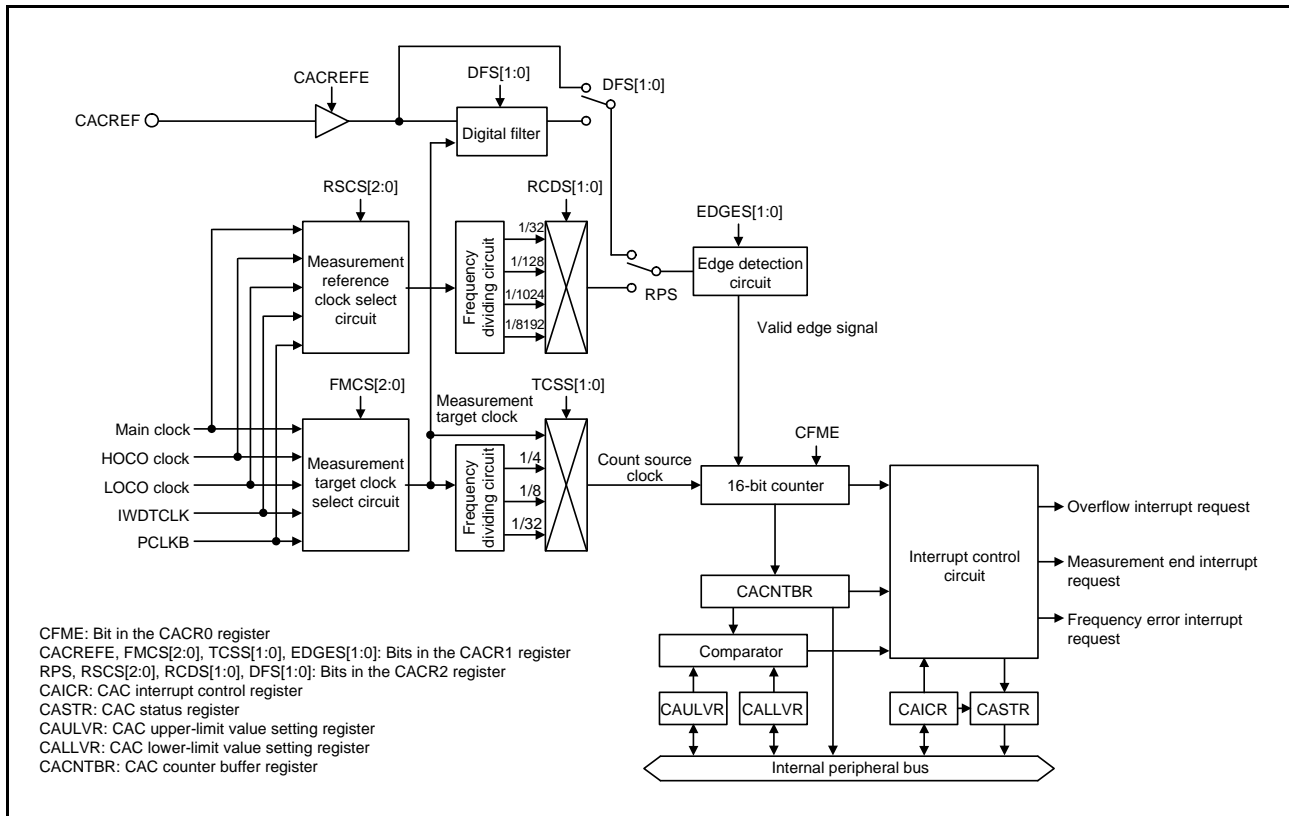 CACREFE
DFS[1:0]
DFS[1:0]
CACREF
Digital filter
RSCS[2:0]
RCDS[1:0]
EDGES[1:0]
Measurement
reference
clock select
circuit
Frequency
dividing circuit
1/32
1/128
1/1024
1/8192
RPS
Edge detection
circuit
Valid edge signal
FMCS[2:0]
TCSS[1:0]
Measurement
target clock
Main clock
HOCO clock
LOCO clock
IWDTCLK
PCLKB
Measurement
target clock
select circuit
Frequency
dividing circuit
1/4
1/8
1/32
Count source
clock
CFME
16-bit counter
Interrupt control
circuit
Overflow interrupt request
Measurement end interrupt
request
Frequency error interrupt
request
CACNTBR
Comparator
CAULVR
CALLVR
CAICR
CASTR
Internal peripheral bus
CFME: Bit in the CACR0 register
CACREFE, FMCS[2:0], TCSS[1:0], EDGES[1:0]: Bits in the CACR1 register
RPS, RSCS[2:0], RCDS[1:0], DFS[1:0]: Bits in the CACR2 register
CAICR: CAC interrupt control register
CASTR: CAC status register
CAULVR: CAC upper-limit value setting register
CALLVR: CAC lower-limit value setting register
CACNTBR: CAC counter buffer register